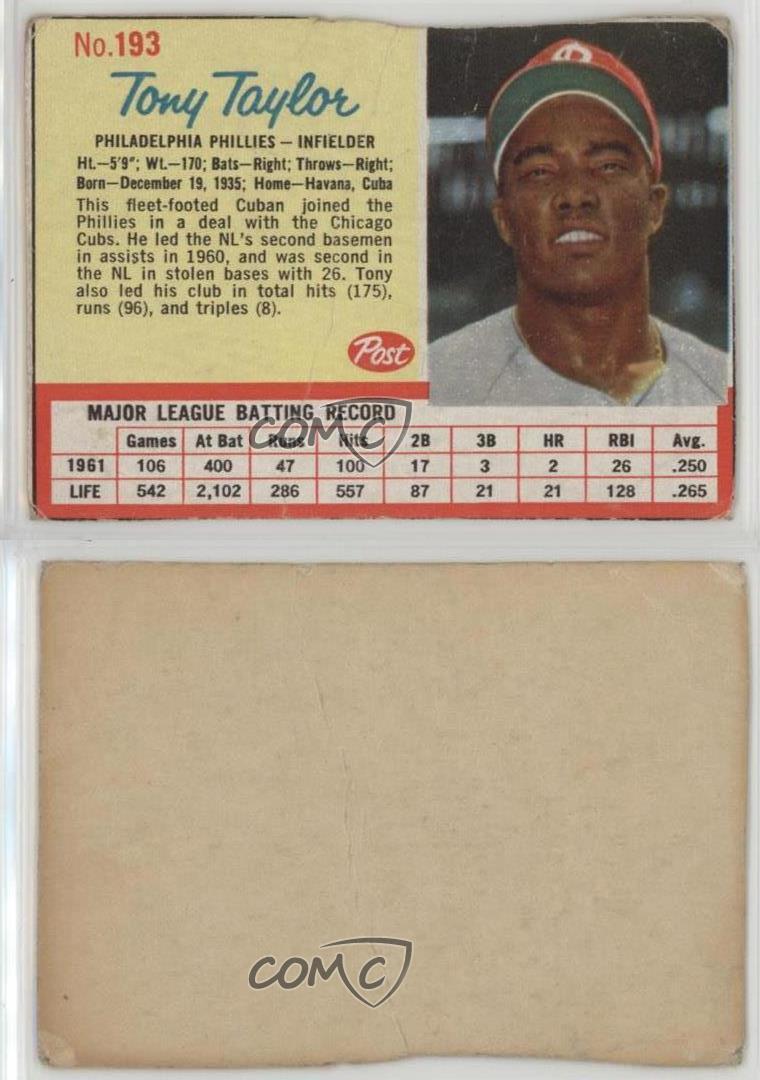 No.193
Tony Taylor
PHILADELPHIA PHILLIES — INFIELDER
Ht.—5'9"; Wt.—170; Bats—Right; Throws—Right;
Born—December 19, 1935; Home—Havana, Cuba
This fleet-footed Cuban joined the
Phillies in a deal with the Chicago
Cubs. He led the NL's second basemen
in assists in 1960, and was second in
the NL in stolen bases with 26. Tony
also led his club in total hits (175),
runs (96), and triples (8).
Post
MAJOR LEAGUE BATTING RECORD
Games At Bat Runs Hits 2B 3B HR RBI Avg.
1961 106 400 47 100 17 3 2 26 .250
LIFE 542 2,102 286 557 87 21 21 128 .265
COMC
COMC